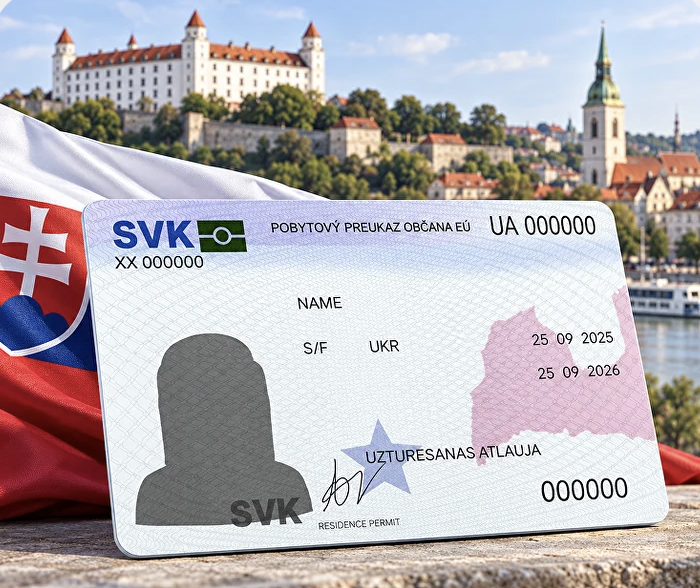 SVK
POBYTOVÝ PREUKAZ OBČANA EÚ
UA 000000
XX 000000
NAME
S/F UKR
25 09 2025
25 09 2026
UZTURESANAS ATLAUJA
SVK
RESIDENCE PERMIT
000000